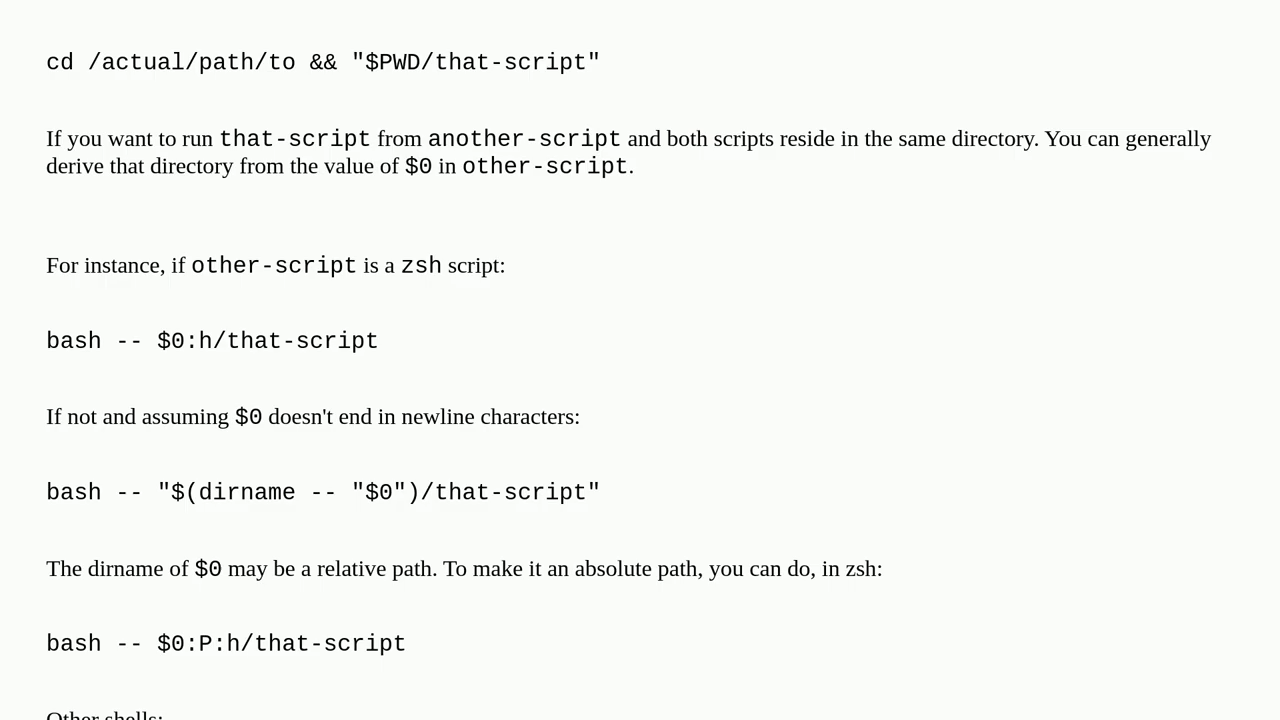 cd /actual/path/to && "$PWD/that-script"
If you want to run that-script from another-script and both scripts reside in the same directory. You can generally
derive that directory from the value of $0 in other-script.
For instance, if other-script is a zsh script:
bash -- $0:h/that-script
If not and assuming $0 doesn't end in newline characters:
bash -- "$(dirname -- "$0")/that-script"
The dirname of $0 may be a relative path. To make it an absolute path, you can do, in zsh:
bash -- $0:P:h/that-script
Other shells: